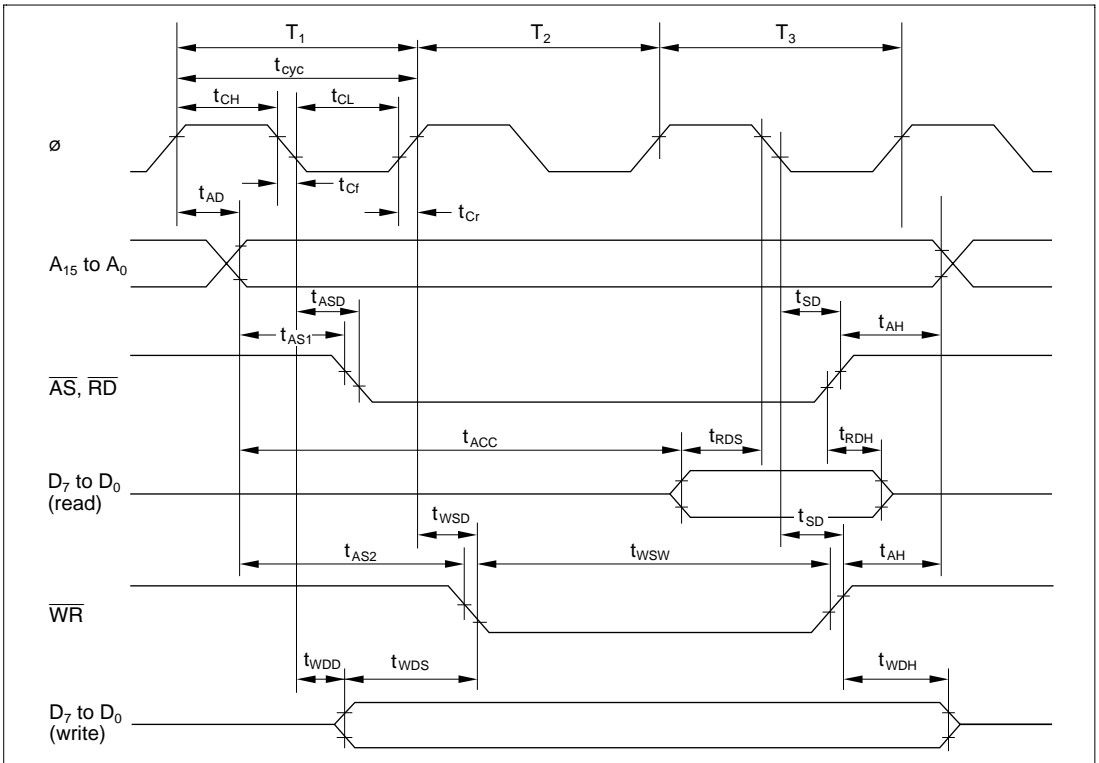 T1 T2 T3
tcyc
tCH tCL
ø
tAD tCf
tCr
A15 to A0
tASD tSD
tAS1 tAH
AS, RD
tACC tRDS tRDH
D7 to D0
(read)
tWSD tSD
tAS2 tWSW tAH
WR
tWDD tWDS tWDH
D7 to D0
(write)